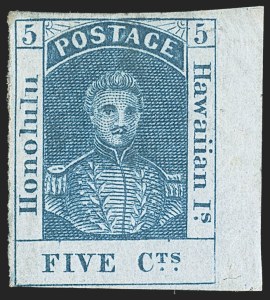 5 POSTAGE 5
Honolulu
Hawaiian Is.
FIVE Cts.